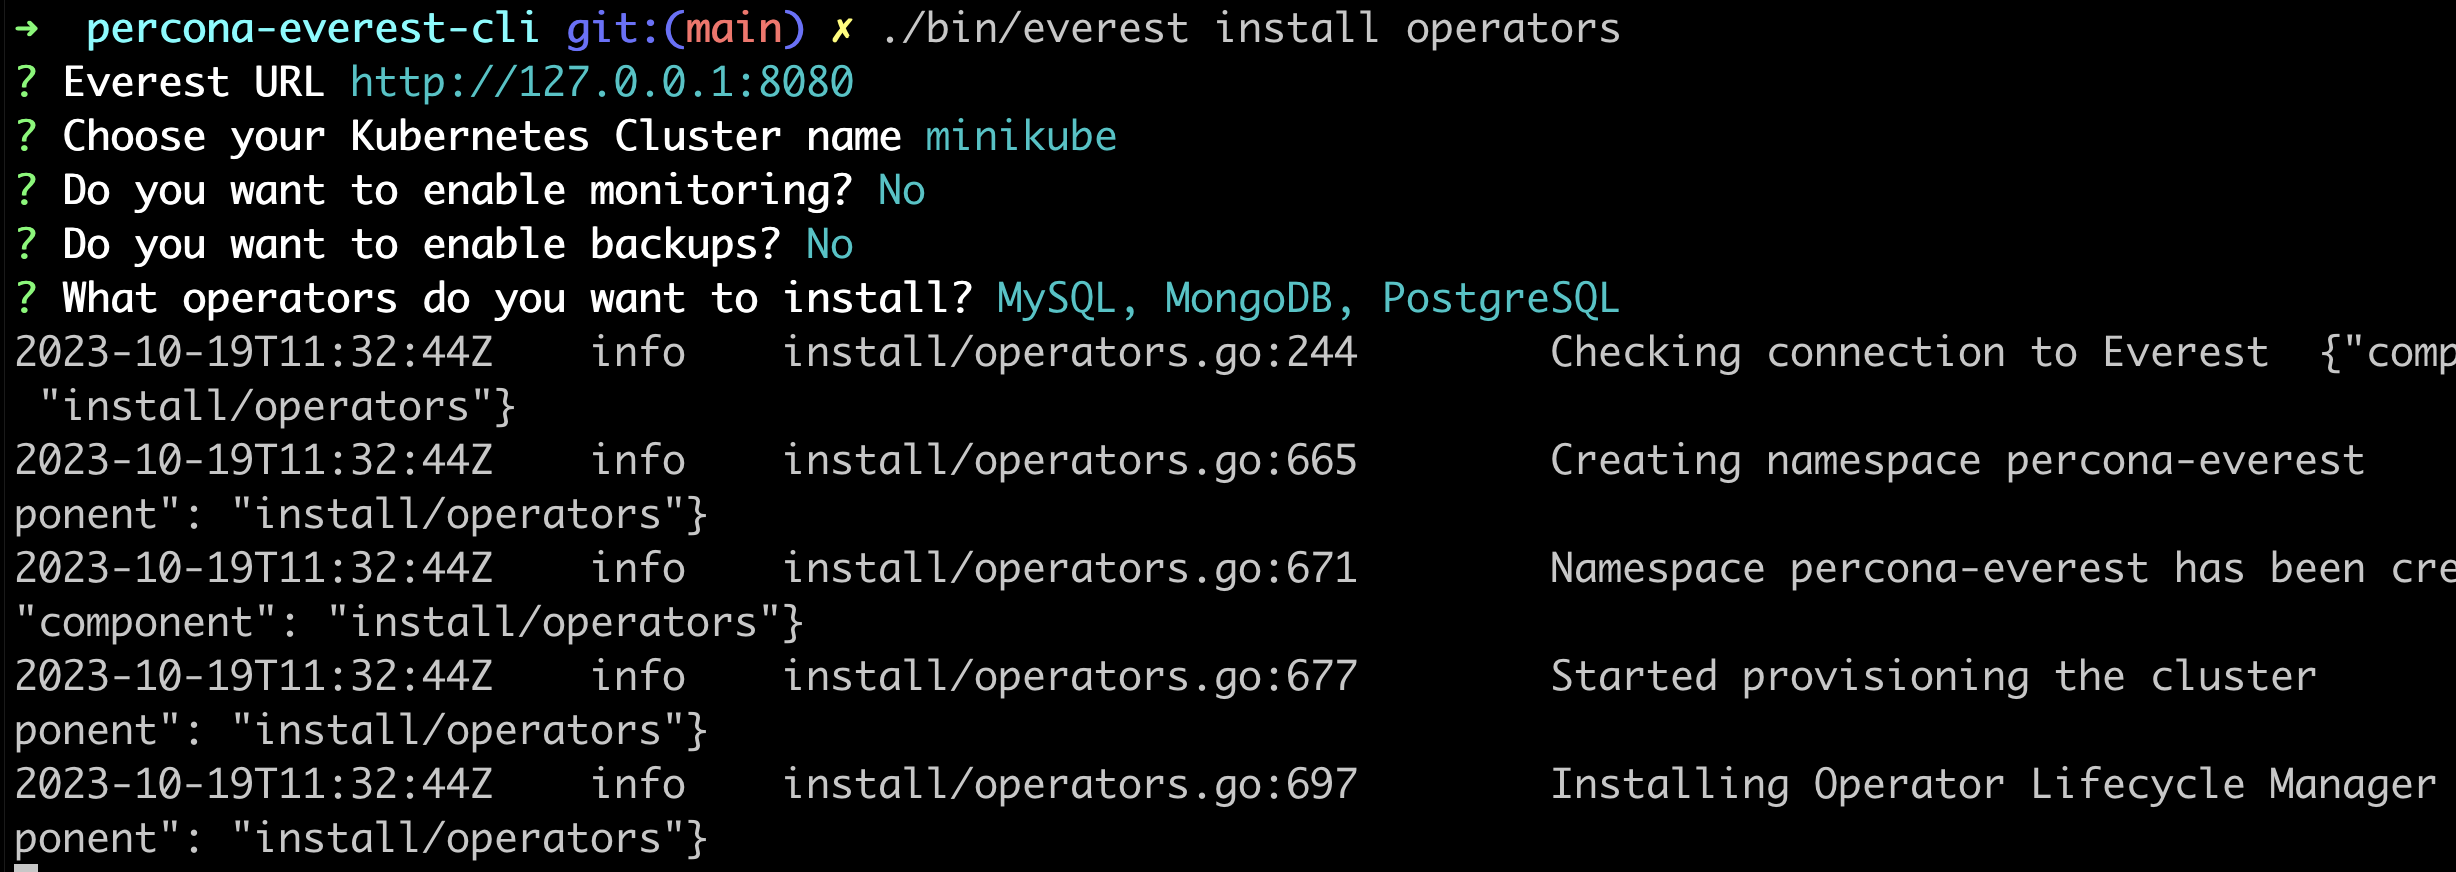 ➜  percona-everest-cli git:(main) ✗ ./bin/everest install operators
? Everest URL http://127.0.0.1:8080
? Choose your Kubernetes Cluster name minikube
? Do you want to enable monitoring? No
? Do you want to enable backups? No
? What operators do you want to install? MySQL, MongoDB, PostgreSQL
2023-10-19T11:32:44Z    info    install/operators.go:244        Checking connection to Everest  {"comp
 "install/operators"}
2023-10-19T11:32:44Z    info    install/operators.go:665        Creating namespace percona-everest
ponent": "install/operators"}
2023-10-19T11:32:44Z    info    install/operators.go:671        Namespace percona-everest has been cre
"component": "install/operators"}
2023-10-19T11:32:44Z    info    install/operators.go:677        Started provisioning the cluster
ponent": "install/operators"}
2023-10-19T11:32:44Z    info    install/operators.go:697        Installing Operator Lifecycle Manager
ponent": "install/operators"}